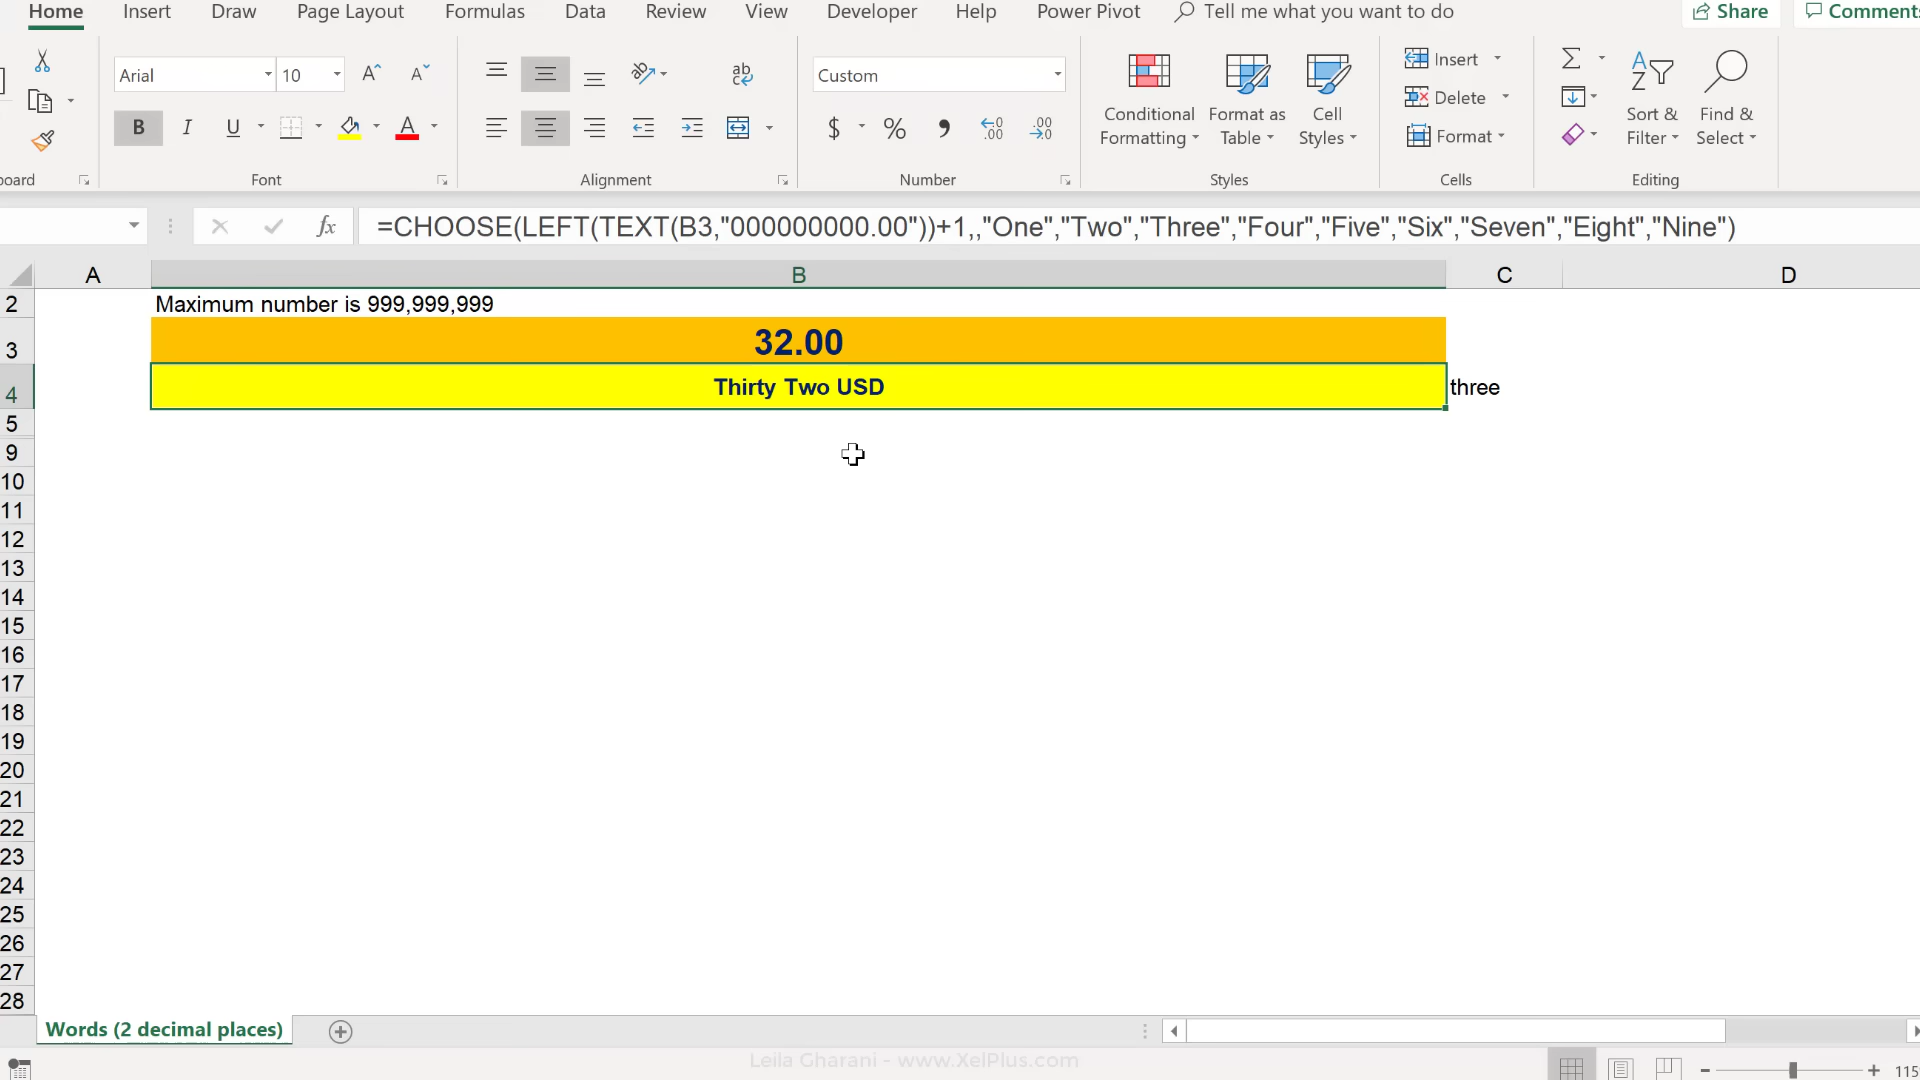 Home Insert Draw Page Layout Formulas Data Review View Developer Help Power Pivot Tell me what you want to do Share Comments
Arial 10 Custom
B I U
Conditional Formatting
Format as Table
Cell Styles
Insert
Delete
Format
Sort & Filter
Find & Select
board Font Alignment Number Styles Cells Editing
fx =CHOOSE(LEFT(TEXT(B3,"000000000.00"))+1,,"One","Two","Three","Four","Five","Six","Seven","Eight","Nine")
A B C D
2 Maximum number is 999,999,999
3 32.00
4 Thirty Two USD three
5
9
10
11
12
13
14
15
16
17
18
19
20
21
22
23
24
25
26
27
28
Words (2 decimal places)
Leila Gharani - www.XelPlus.com
115